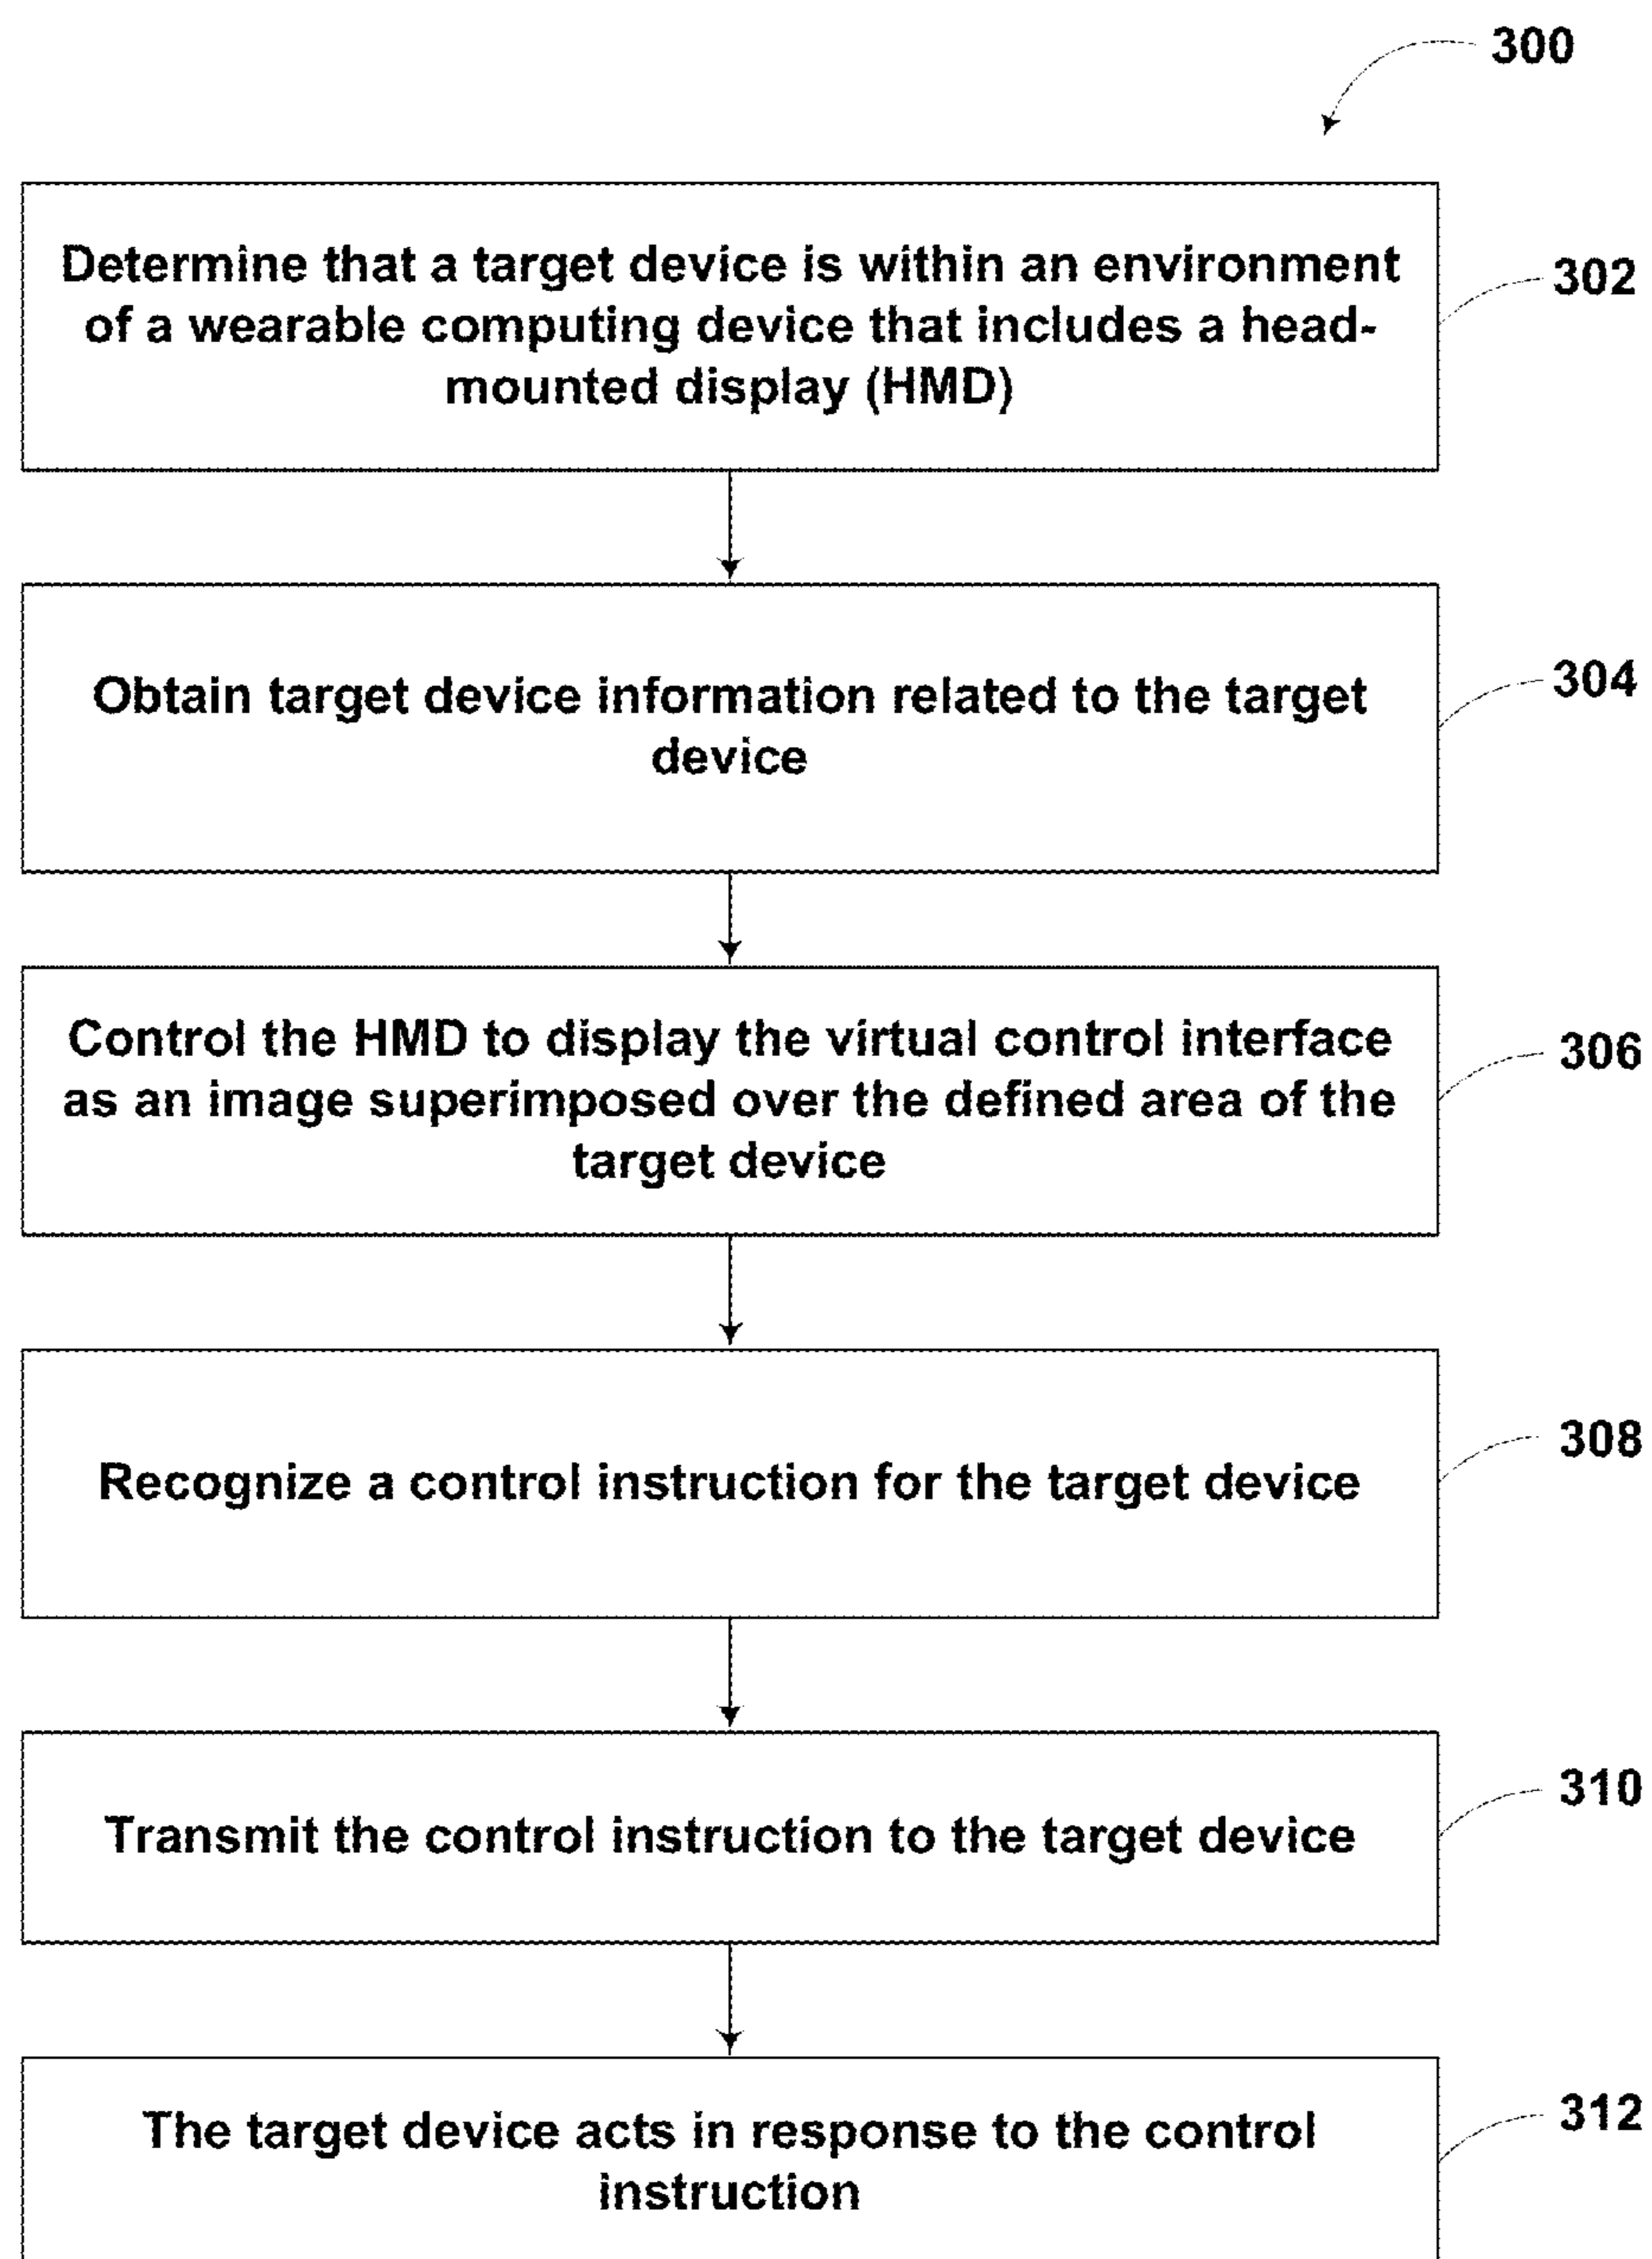 300
Determine that a target device is within an environment
of a wearable computing device that includes a head-
mounted display (HMD)
302
Obtain target device information related to the target
device
304
Control the HMD to display the virtual control interface
as an image superimposed over the defined area of the
target device
306
Recognize a control instruction for the target device
308
Transmit the control instruction to the target device
310
The target device acts in response to the control
instruction
312